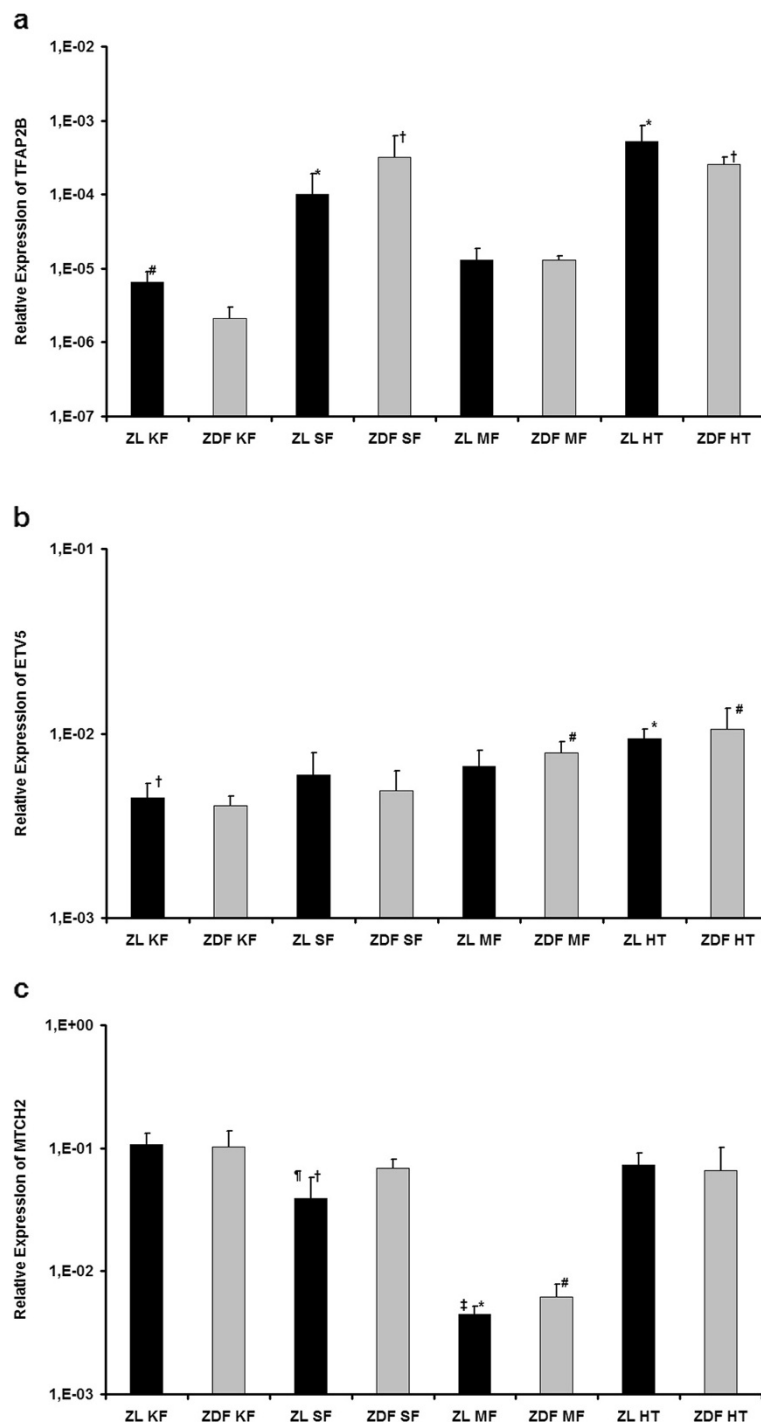 a
Relative Expression of TFAP2B
1,E-02
1,E-03
1,E-04
1,E-05
1,E-06
1,E-07
#
*
†
*
†
ZL KF ZDF KF ZL SF ZDF SF ZL MF ZDF MF ZL HT ZDF HT
b
Relative Expression of ETV5
1,E-01
1,E-02
1,E-03
†
#
*
#
ZL KF ZDF KF ZL SF ZDF SF ZL MF ZDF MF ZL HT ZDF HT
c
Relative Expression of MTCH2
1,E+00
1,E-01
1,E-02
1,E-03
¶ †
‡ *
#
ZL KF ZDF KF ZL SF ZDF SF ZL MF ZDF MF ZL HT ZDF HT